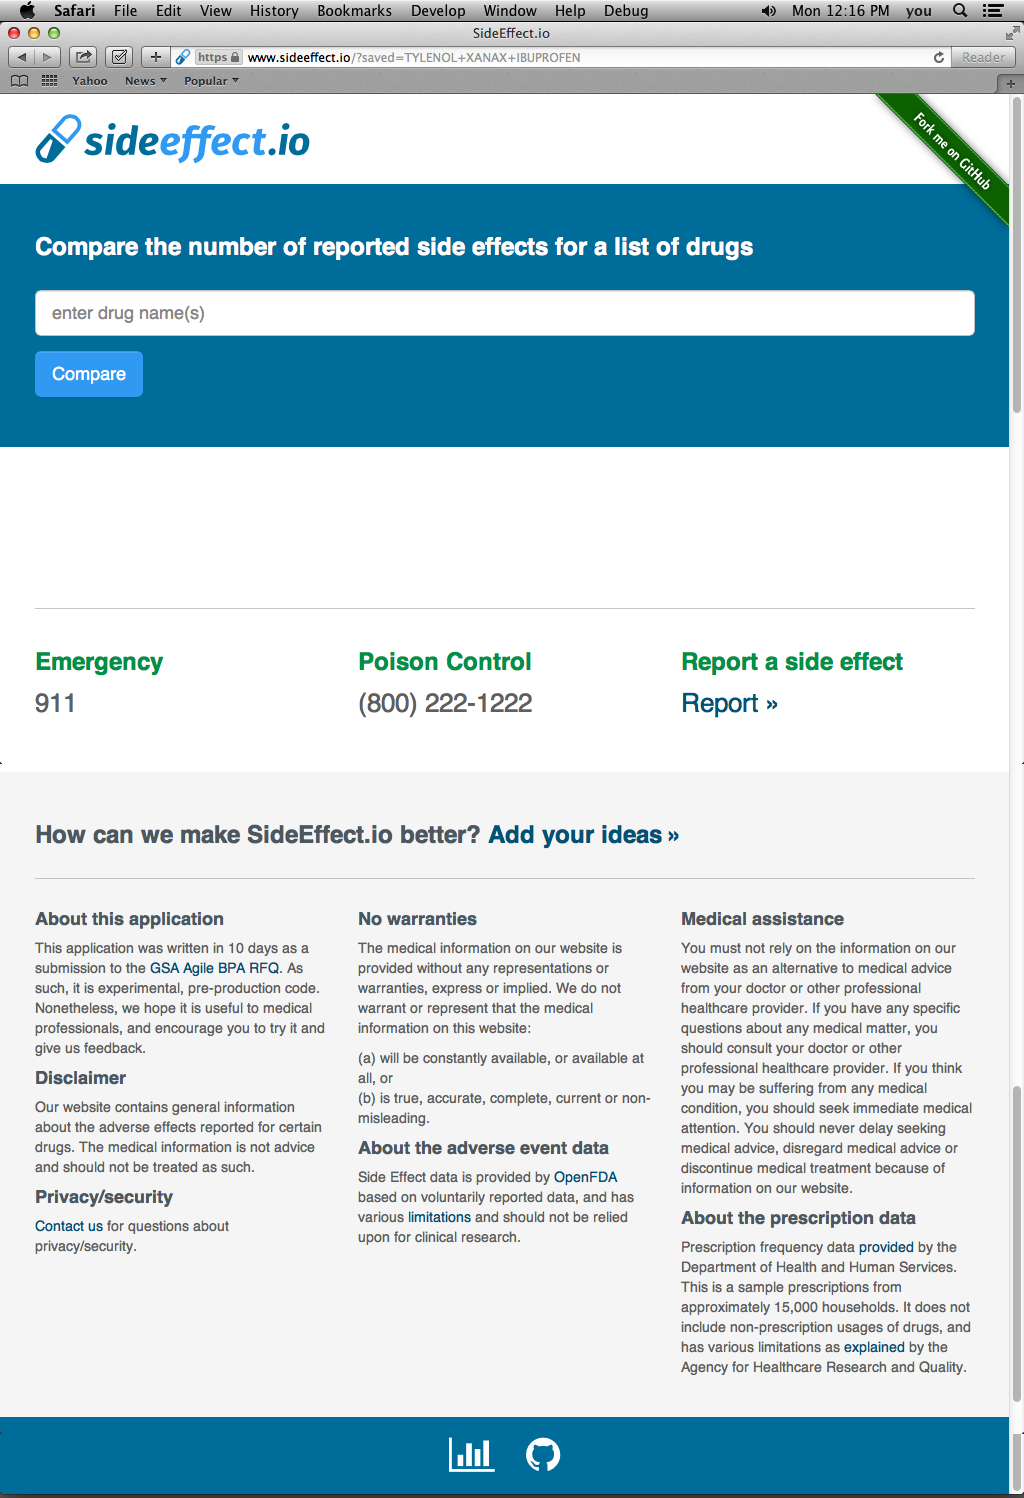 Safari File Edit View History Bookmarks Develop Window Help Debug Mon 12:16 PM you
SideEffect.io
https www.sideeffect.io/?saved=TYLENOL+XANAX+IBUPROFEN Reader
Yahoo News Popular
sideeffect.io
Fork me on GitHub
Compare the number of reported side effects for a list of drugs
enter drug name(s)
Compare
Emergency
911
Poison Control
(800) 222-1222
Report a side effect
Report »
How can we make SideEffect.io better? Add your ideas »
About this application
This application was written in 10 days as a
submission to the GSA Agile BPA RFQ. As
such, it is experimental, pre-production code.
Nonetheless, we hope it is useful to medical
professionals, and encourage you to try it and
give us feedback.
Disclaimer
Our website contains general information
about the adverse effects reported for certain
drugs. The medical information is not advice
and should not be treated as such.
Privacy/security
Contact us for questions about
privacy/security.
No warranties
The medical information on our website is
provided without any representations or
warranties, express or implied. We do not
warrant or represent that the medical
information on this website:
(a) will be constantly available, or available at
all, or
(b) is true, accurate, complete, current or non-
misleading.
About the adverse event data
Side Effect data is provided by OpenFDA
based on voluntarily reported data, and has
various limitations and should not be relied
upon for clinical research.
Medical assistance
You must not rely on the information on our
website as an alternative to medical advice
from your doctor or other professional
healthcare provider. If you have any specific
questions about any medical matter, you
should consult your doctor or other
professional healthcare provider. If you think
you may be suffering from any medical
condition, you should seek immediate medical
attention. You should never delay seeking
medical advice, disregard medical advice or
discontinue medical treatment because of
information on our website.
About the prescription data
Prescription frequency data provided by the
Department of Health and Human Services.
This is a sample prescriptions from
approximately 15,000 households. It does not
include non-prescription usages of drugs, and
has various limitations as explained by the
Agency for Healthcare Research and Quality.